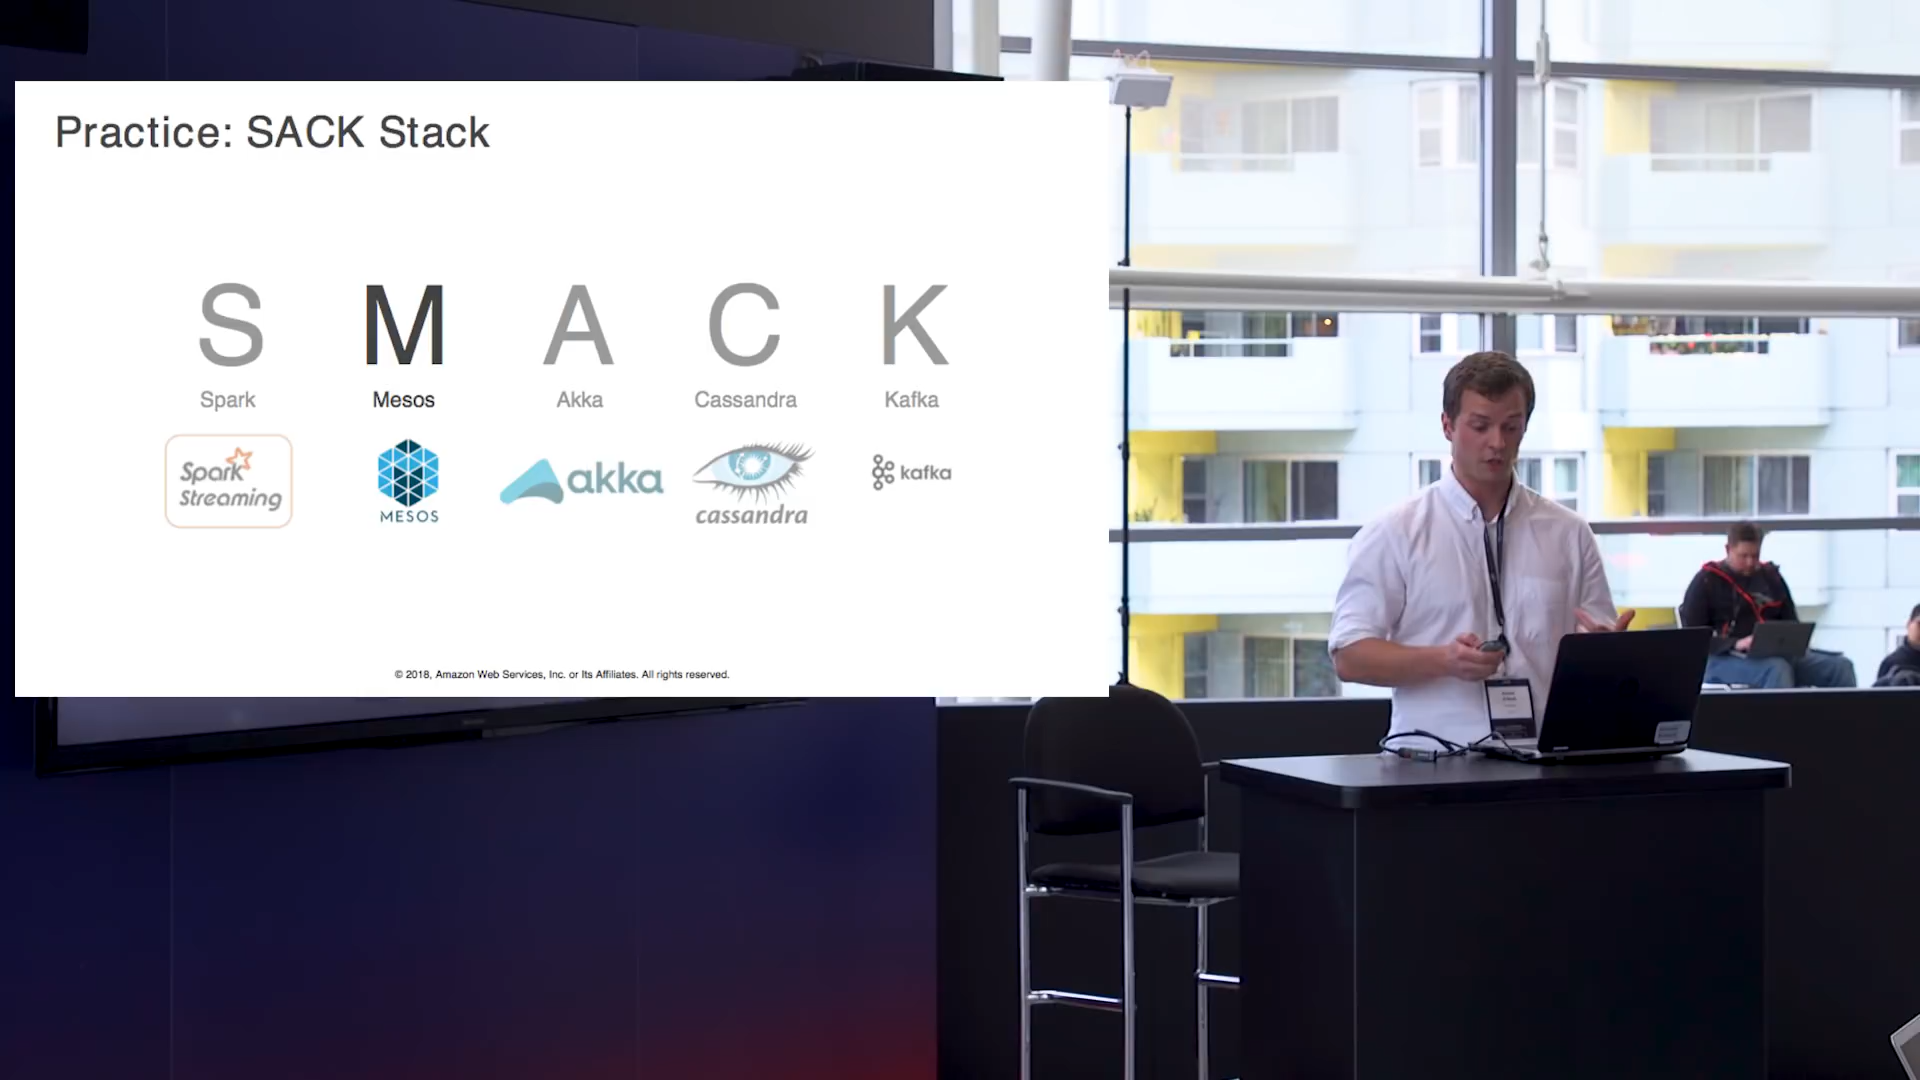 Practice: SACK Stack
S M A C K
Spark Mesos Akka Cassandra Kafka
Spark
Streaming
MESOS
akka
cassandra
kafka
© 2018, Amazon Web Services, Inc. or Its Affiliates. All rights reserved.